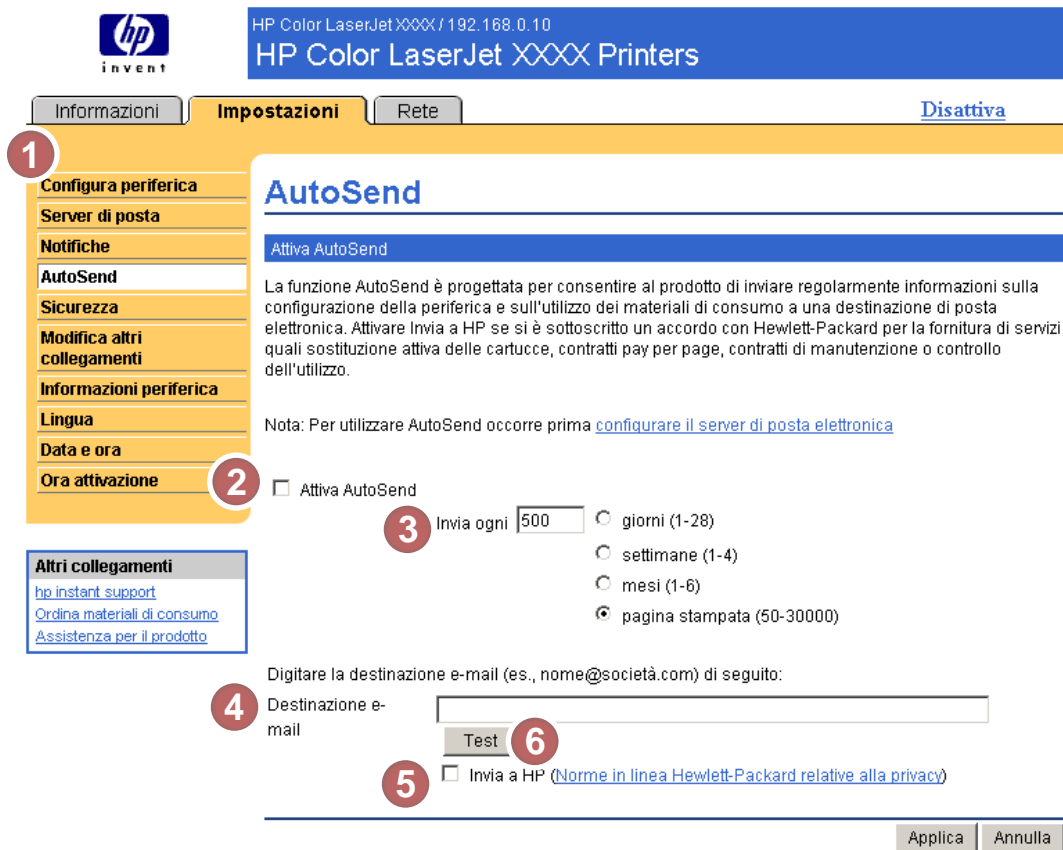 hp
invent
HP Color LaserJet XXXX / 192.168.0.10
HP Color LaserJet XXXX Printers
Informazioni
Impostazioni
Rete
Disattiva
1
Configura periferica
Server di posta
Notifiche
AutoSend
Sicurezza
Modifica altri
collegamenti
Informazioni periferica
Lingua
Data e ora
Ora attivazione
Altri collegamenti
hp instant support
Ordina materiali di consumo
Assistenza per il prodotto
AutoSend
Attiva AutoSend
La funzione AutoSend è progettata per consentire al prodotto di inviare regolarmente informazioni sulla
configurazione della periferica e sull'utilizzo dei materiali di consumo a una destinazione di posta
elettronica. Attivare Invia a HP se si è sottoscritto un accordo con Hewlett-Packard per la fornitura di servizi
quali sostituzione attiva delle cartucce, contratti pay per page, contratti di manutenzione o controllo
dell'utilizzo.
Nota: Per utilizzare AutoSend occorre prima configurare il server di posta elettronica
2 Attiva AutoSend
3 Invia ogni 500 giorni (1-28)
settimane (1-4)
mesi (1-6)
pagina stampata (50-30000)
Digitare la destinazione e-mail (es., nome@società.com) di seguito:
4 Destinazione e-
mail
Test 6
5 Invia a HP (Norme in linea Hewlett-Packard relative alla privacy)
Applica Annulla